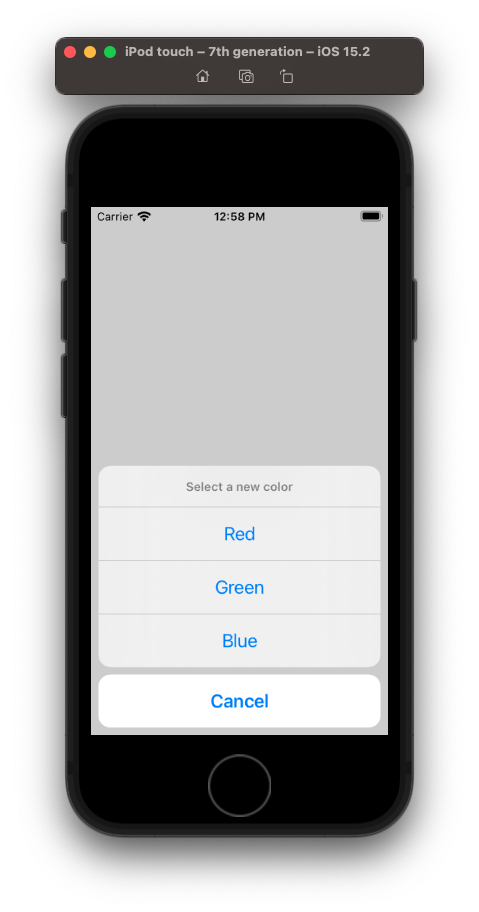 iPod touch – 7th generation – iOS 15.2
Carrier 12:58 PM
Select a new color
Red
Green
Blue
Cancel